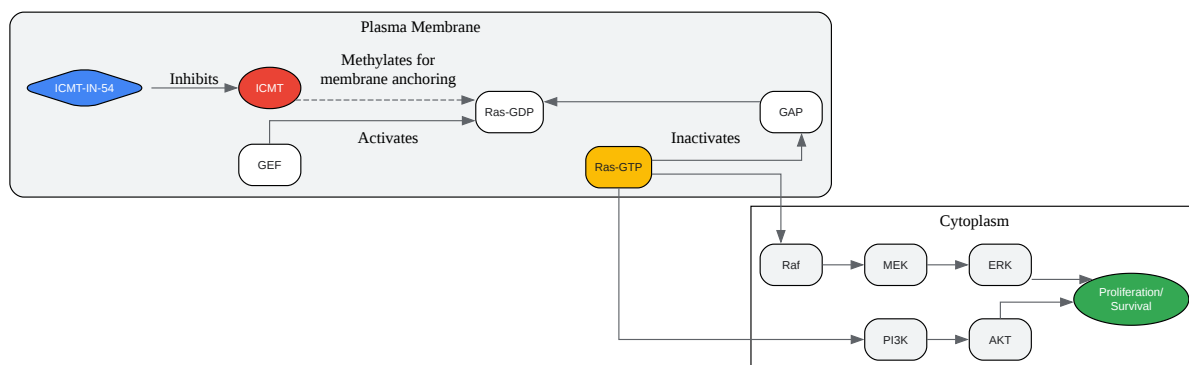 Plasma Membrane
ICMT-IN-54
Inhibits
ICMT
Methylates for
membrane anchoring
Ras-GDP
GAP
Activates
Inactivates
GEF
Ras-GTP
Cytoplasm
Raf
MEK
ERK
Proliferation/
Survival
PI3K
AKT